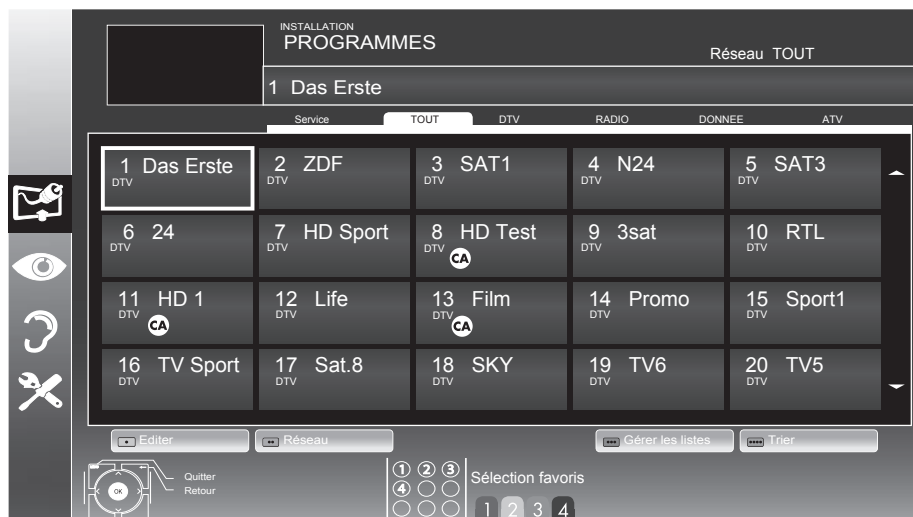 INSTALLATION
PROGRAMMES
Réseau TOUT
1 Das Erste
Service TOUT DTV RADIO DONNEE ATV
1 Das Erste 2 ZDF 3 SAT1 4 N24 5 SAT3
DTV DTV DTV DTV DTV
6 24 7 HD Sport 8 HD Test 9 3sat 10 RTL
DTV DTV DTV DTV DTV
CA
11 HD 1 12 Life 13 Film 14 Promo 15 Sport1
DTV DTV DTV DTV DTV
CA CA
16 TV Sport 17 Sat.8 18 SKY 19 TV6 20 TV5
DTV DTV DTV DTV DTV
Editer Réseau Gérer les listes Trier
Quitter
Retour
OK
1 2 3
4
Sélection favoris
1 2 3 4